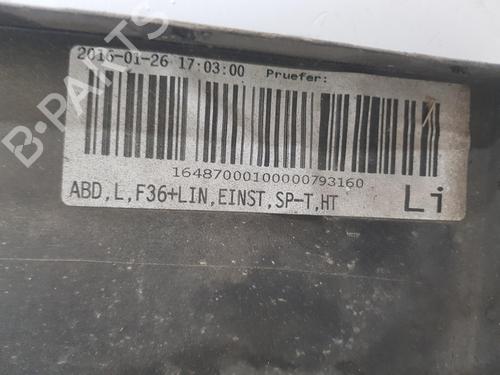 2016-01-26 17:03:00 Pruefer:
16487000100000793160
ABD,L,F36+LIN,EINST,SP-T,HT Li
B-PARTS